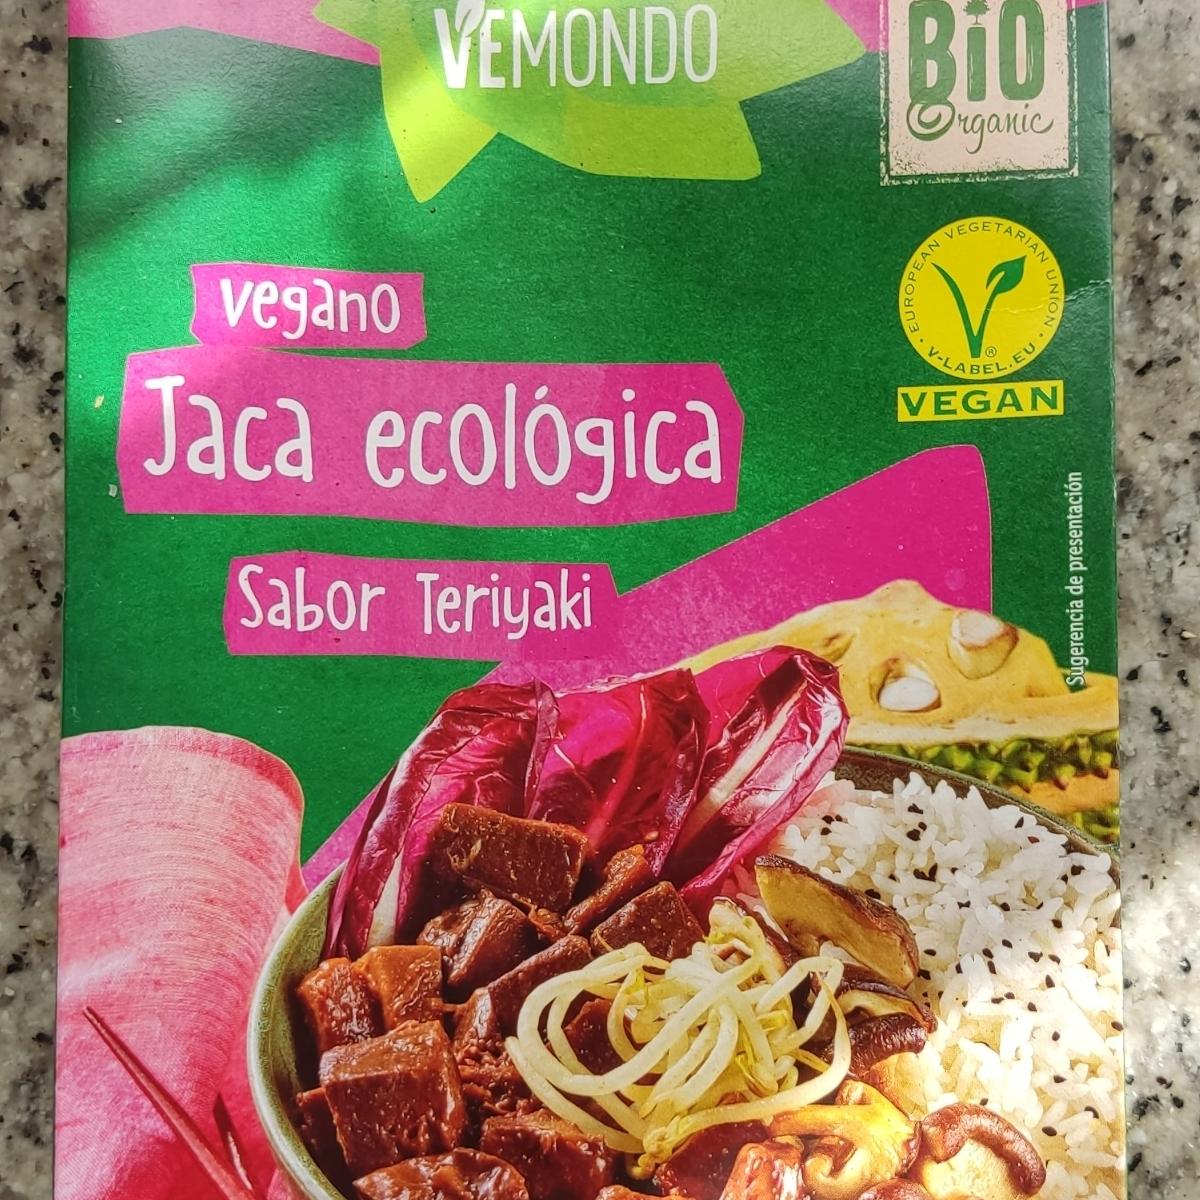 VEMONDO
BIO
Organic
EUROPEAN VEGETARIAN UNION
V-LABEL.EU
®
VEGAN
vegano
Jaca ecológica
Sabor Teriyaki
Sugerencia de presentación